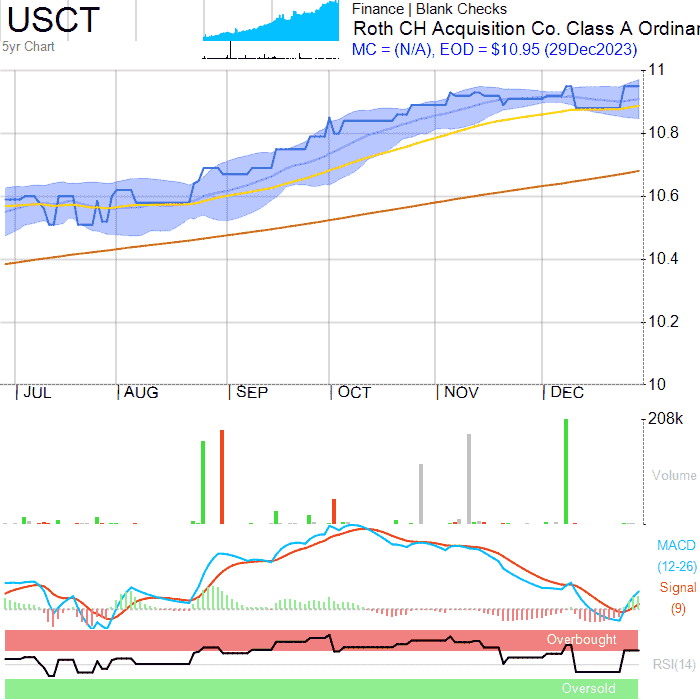 USCT
5yr Chart
Finance | Blank Checks
Roth CH Acquisition Co. Class A Ordinar
MC = (N/A), EOD = $10.95 (29Dec2023)
11
10.8
10.6
10.4
10.2
10
JUL AUG SEP OCT NOV DEC
208k
Volume
MACD
(12-26)
Signal
(9)
Overbought
RSI(14)
Oversold